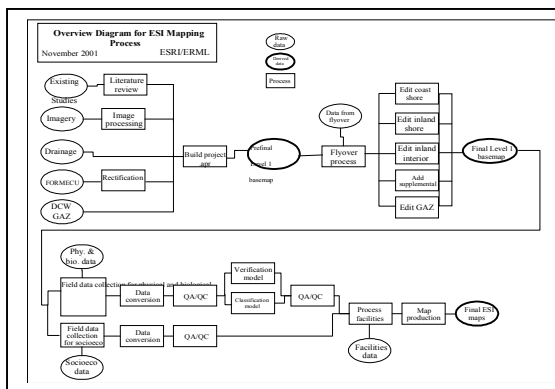 Overview Diagram for ESI Mapping
Process
November 2001 ESRI/ERML
Raw
data
Derived
data
Process
Existing
Studies
Literature
review
Imagery
Image
processing
Drainage
FORMECU
Rectification
DCW
GAZ
Build project
apr
Prefinal
Level 1
basemap
Data from
flyover
Flyover
process
Edit coast
shore
Edit inland
shore
Edit inland
interior
Add
supplemental
Edit GAZ
Final Level 1
basemap
Phy. &
bio. data
Field data collection for physical and biological
Data
conversion
QA/QC
Verification
model
Classification
model
QA/QC
Field data
collection
for socioeco
Data
conversion
QA/QC
Socioeco
data
Process
facilities
Facilities
data
Map
production
Final ESI
maps